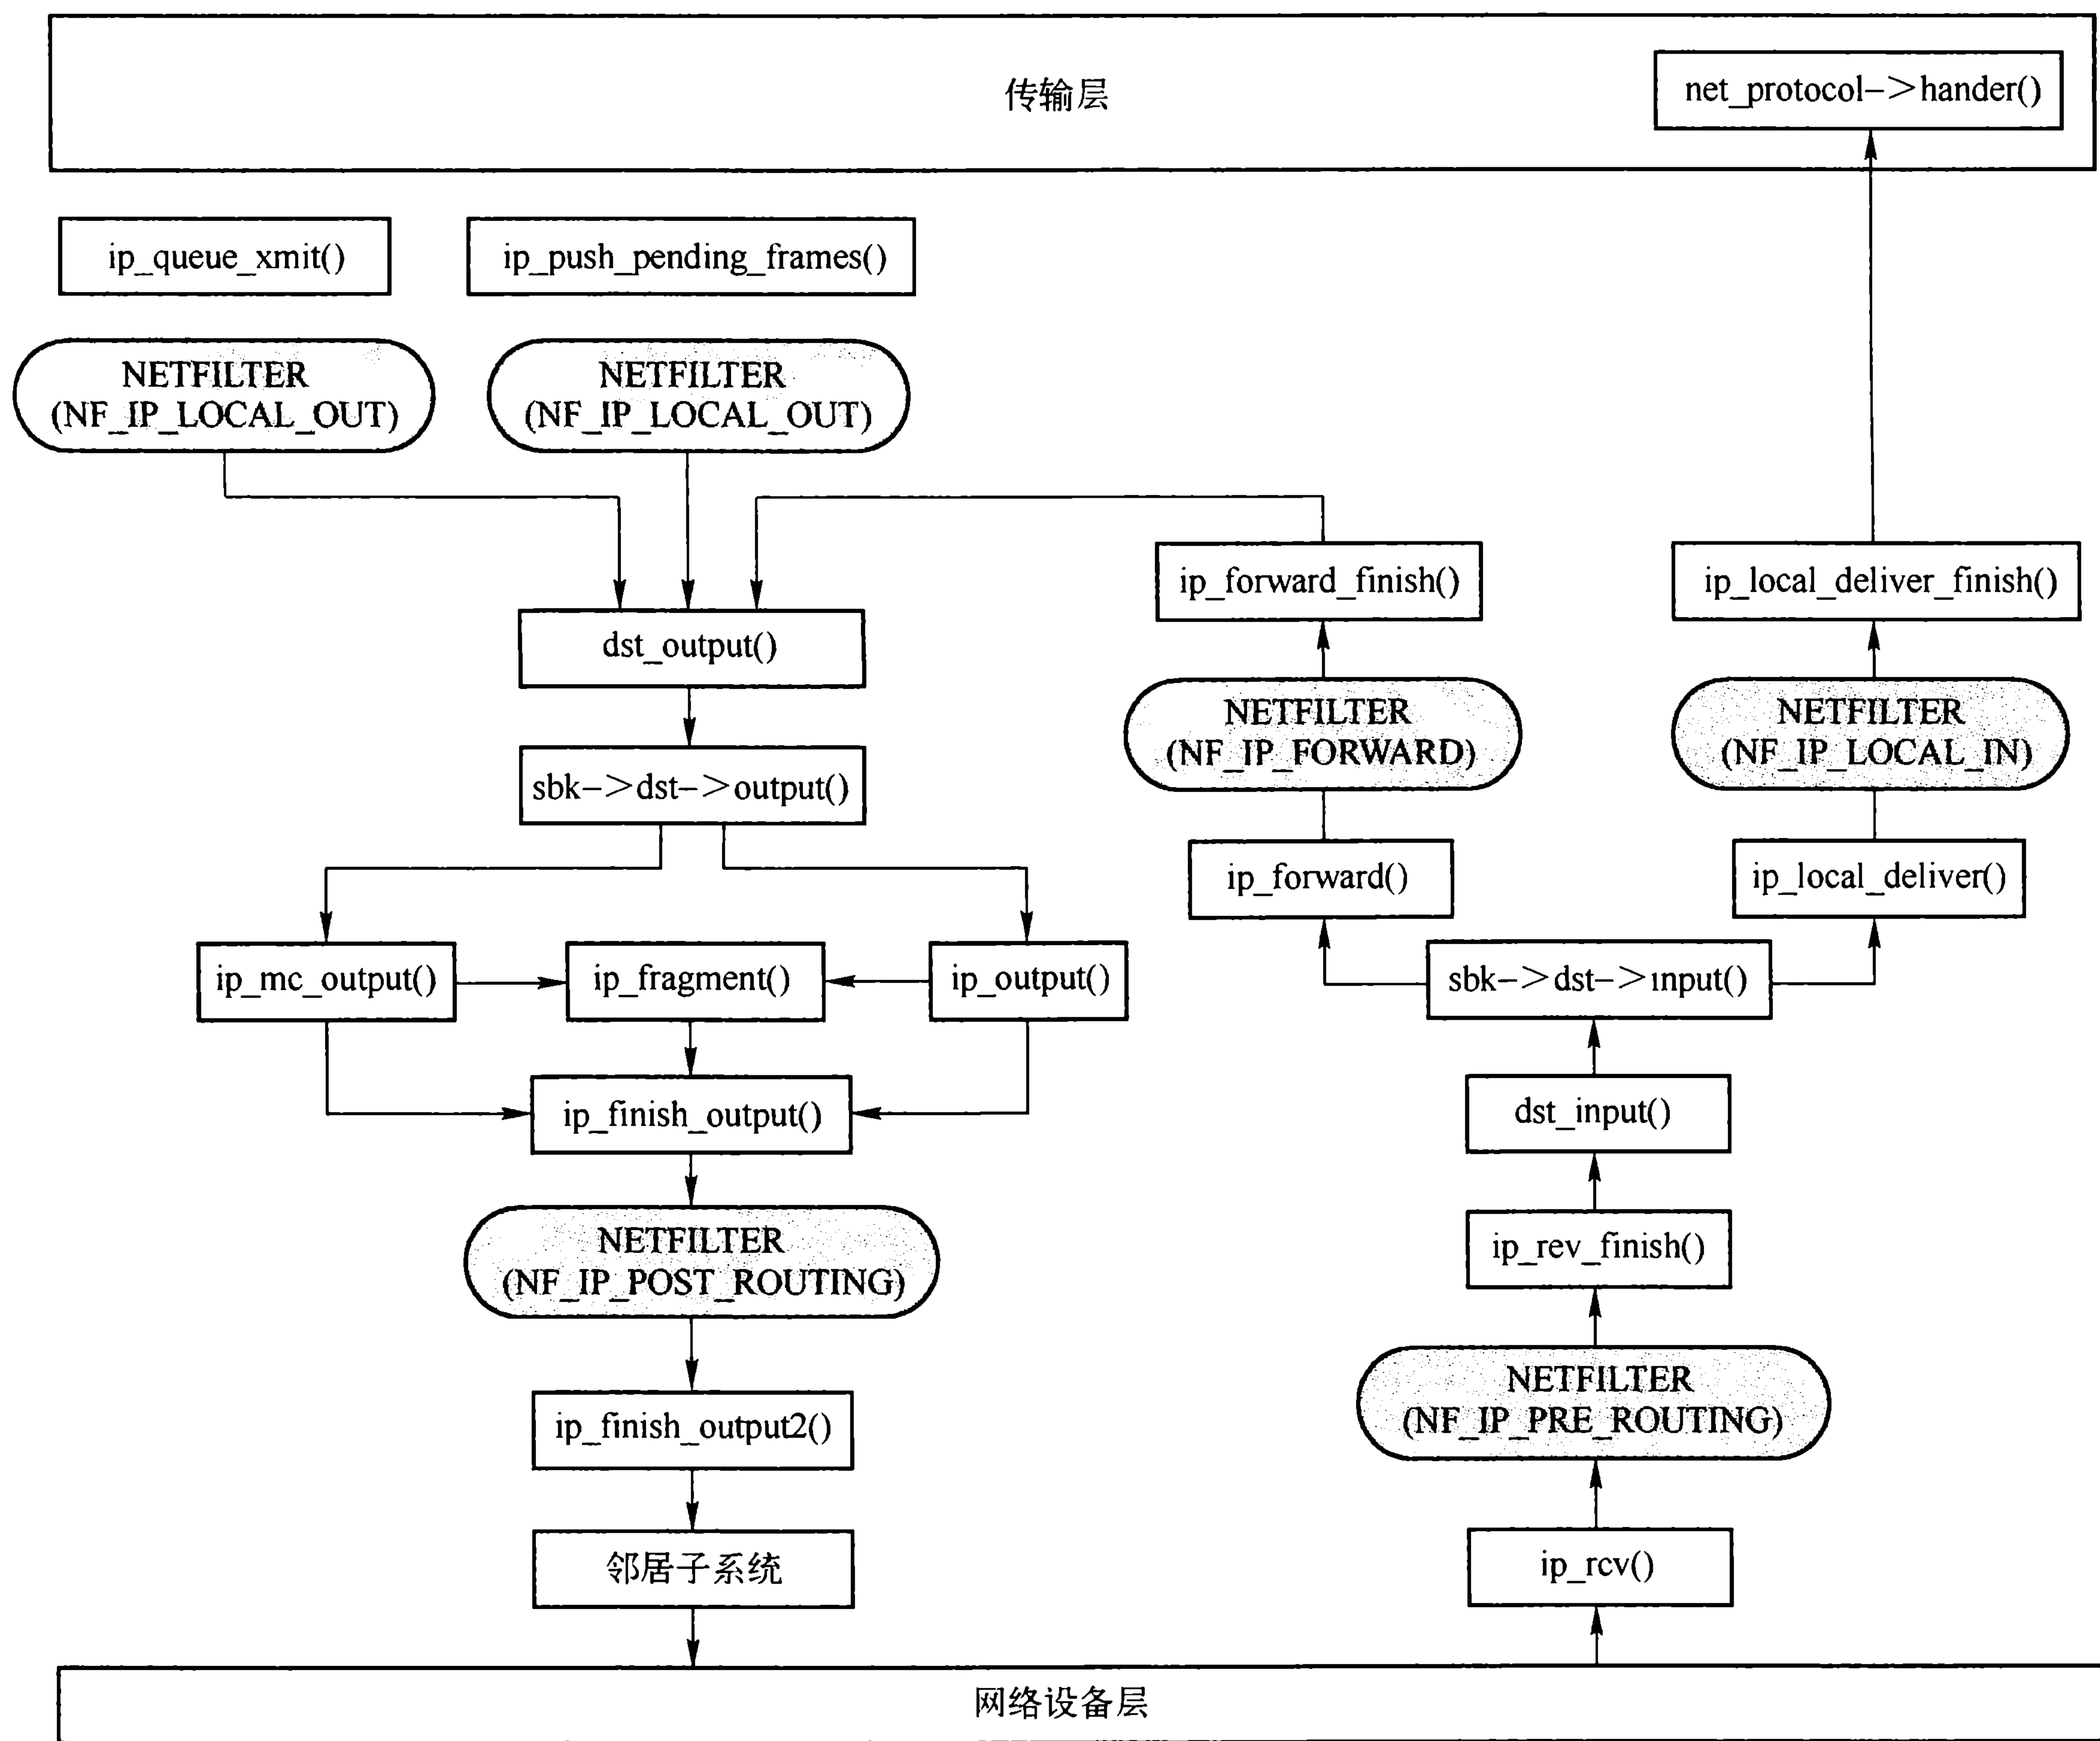 传输层
net_protocol->hander()
ip_queue_xmit()
ip_push_pending_frames()
NETFILTER
(NF_IP_LOCAL_OUT)
NETFILTER
(NF_IP_LOCAL_OUT)
ip_forward_finish()
ip_local_deliver_finish()
dst_output()
NETFILTER
(NF_IP_FORWARD)
NETFILTER
(NF_IP_LOCAL_IN)
sbk->dst->output()
ip_forward()
ip_local_deliver()
ip_mc_output()
ip_fragment()
ip_output()
sbk->dst->input()
ip_finish_output()
dst_input()
NETFILTER
(NF_IP_POST_ROUTING)
ip_rev_finish()
NETFILTER
(NF_IP_PRE_ROUTING)
ip_finish_output2()
邻居子系统
ip_rcv()
网络设备层